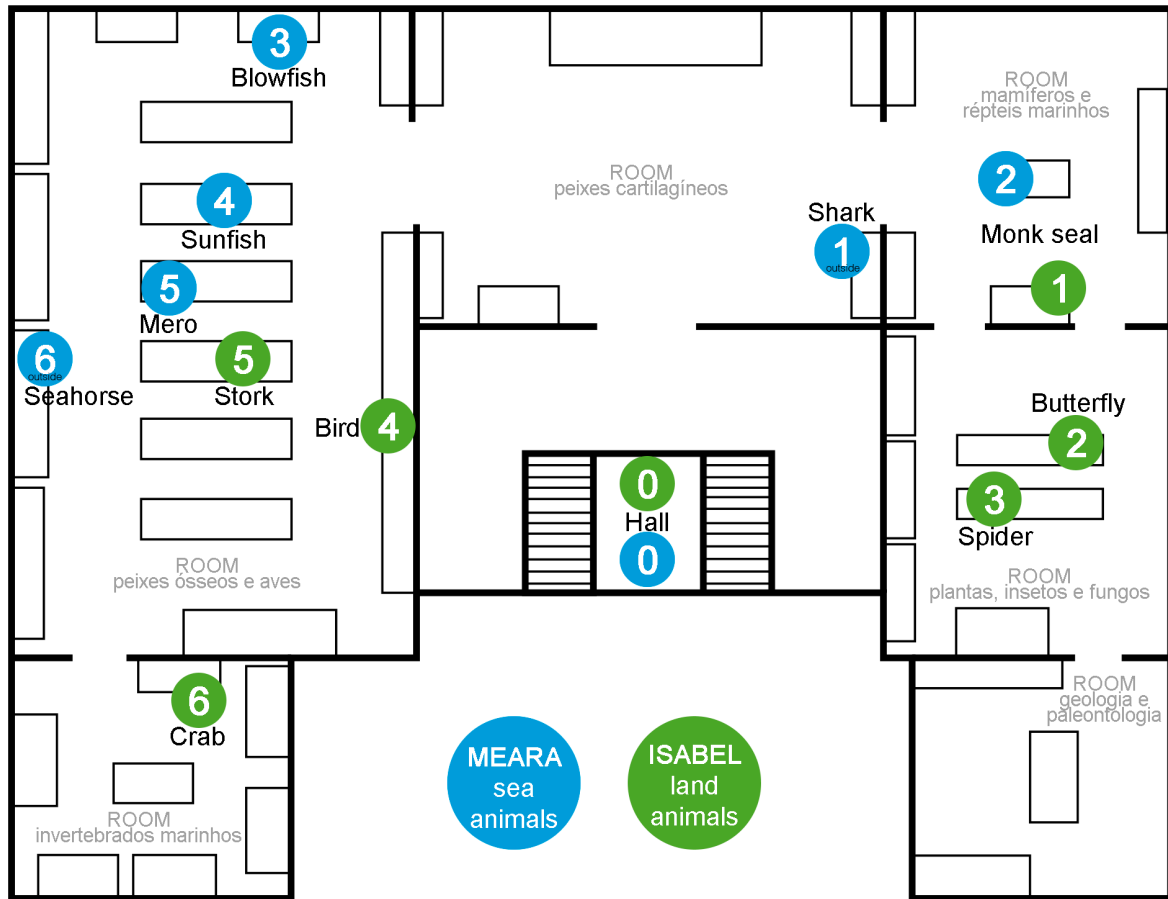 3
Blowfish
ROOM
mamíferos e
répteis marinhos
ROOM
peixes cartilagíneos
2
4
Sunfish
Shark
1
outside
Monk seal
5
Mero
1
6
outside
Seahorse
5
Stork
Bird
4
Butterfly
2
0
Hall
0
3
Spider
ROOM
peixes ósseos e aves
ROOM
plantas, insetos e fungos
6
Crab
ROOM
geologia e
paleontologia
MEARA
sea
animals
ISABEL
land
animals
ROOM
invertebrados marinhos